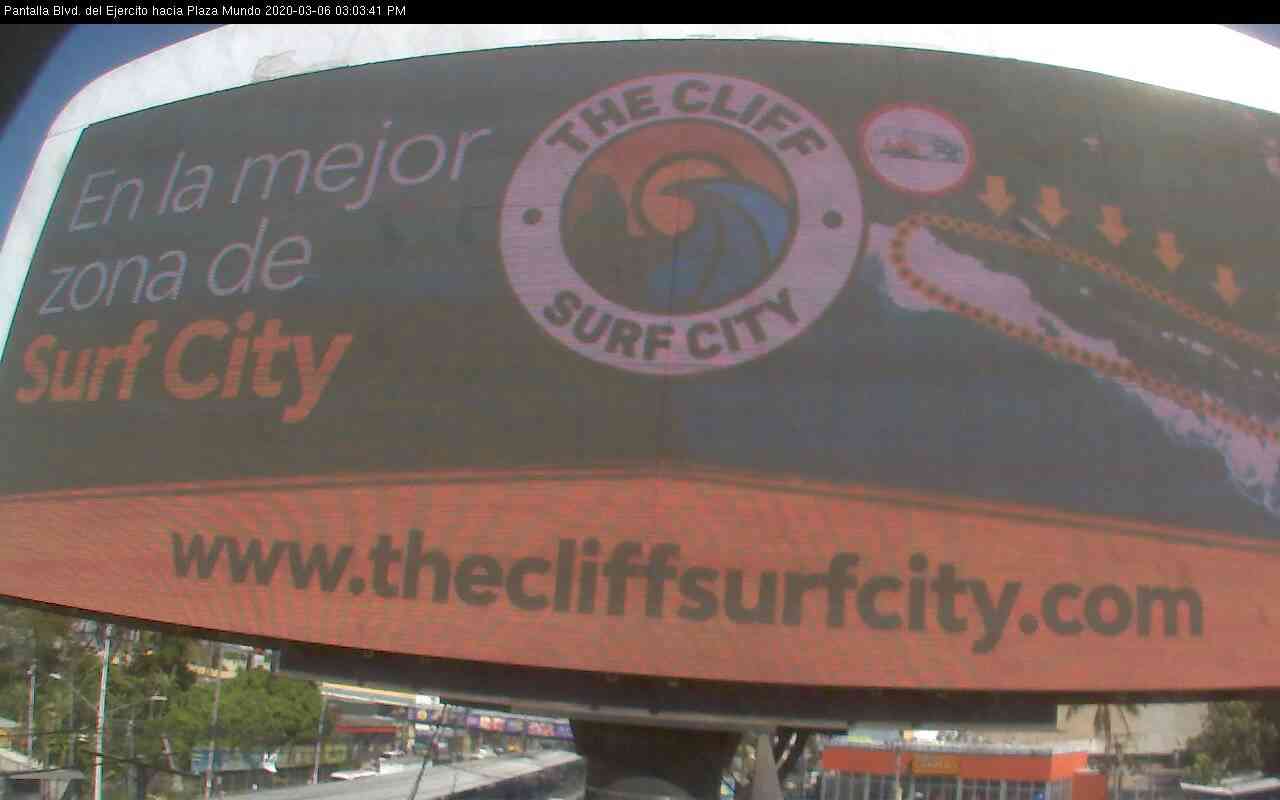 Pantalla Blvd. del Ejercito hacia Plaza Mundo 2020-03-06 03:03:41 PM
En la mejor
zona de
Surf City
THE CLIFF
SURF CITY
www.thecliffsurfcity.com